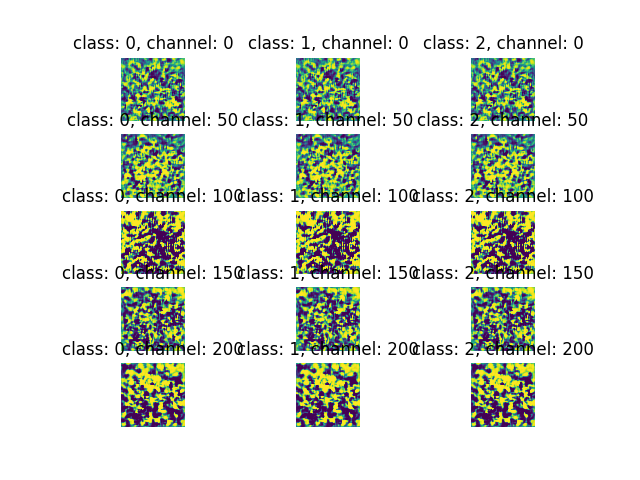 class: 0, channel: 0 class: 1, channel: 0 class: 2, channel: 0
class: 0, channel: 50 class: 1, channel: 50 class: 2, channel: 50
class: 0, channel: 100 class: 1, channel: 100 class: 2, channel: 100
class: 0, channel: 150 class: 1, channel: 150 class: 2, channel: 150
class: 0, channel: 200 class: 1, channel: 200 class: 2, channel: 200